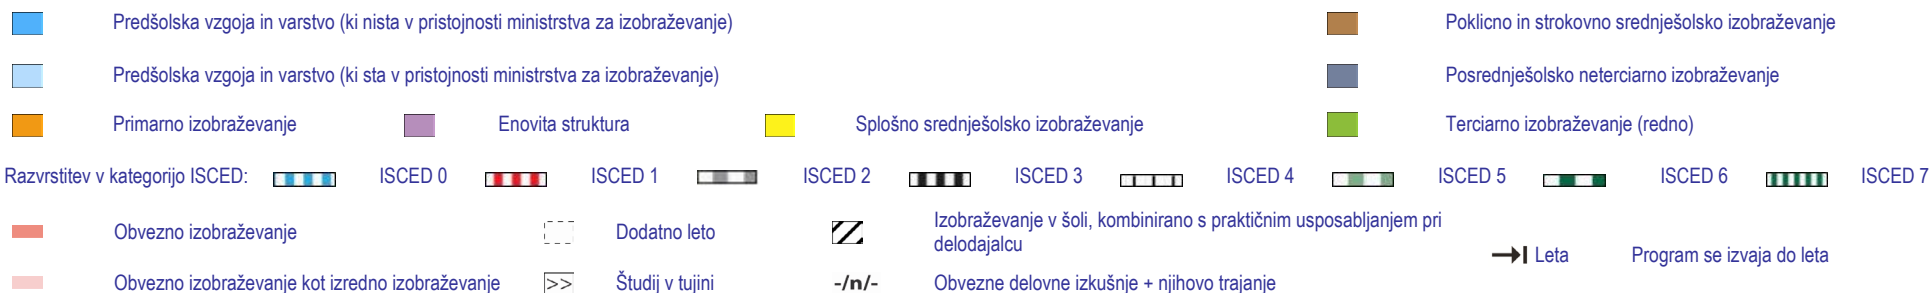 Predšolska vzgoja in varstvo (ki nista v pristojnosti ministrstva za izobraževanje)
Poklicno in strokovno srednješolsko izobraževanje
Predšolska vzgoja in varstvo (ki sta v pristojnosti ministrstva za izobraževanje)
Posrednješolsko neterciarno izobraževanje
Primarno izobraževanje
Enovita struktura
Splošno srednješolsko izobraževanje
Terciarno izobraževanje (redno)
Razvrstitev v kategorijo ISCED:
ISCED 0
ISCED 1
ISCED 2
ISCED 3
ISCED 4
ISCED 5
ISCED 6
ISCED 7
Obvezno izobraževanje
Dodatno leto
Izobraževanje v šoli, kombinirano s praktičnim usposabljanjem pri
delodajalcu
Leta
Program se izvaja do leta
Obvezno izobraževanje kot izredno izobraževanje
>>
Študij v tujini
-/n/-
Obvezne delovne izkušnje + njihovo trajanje